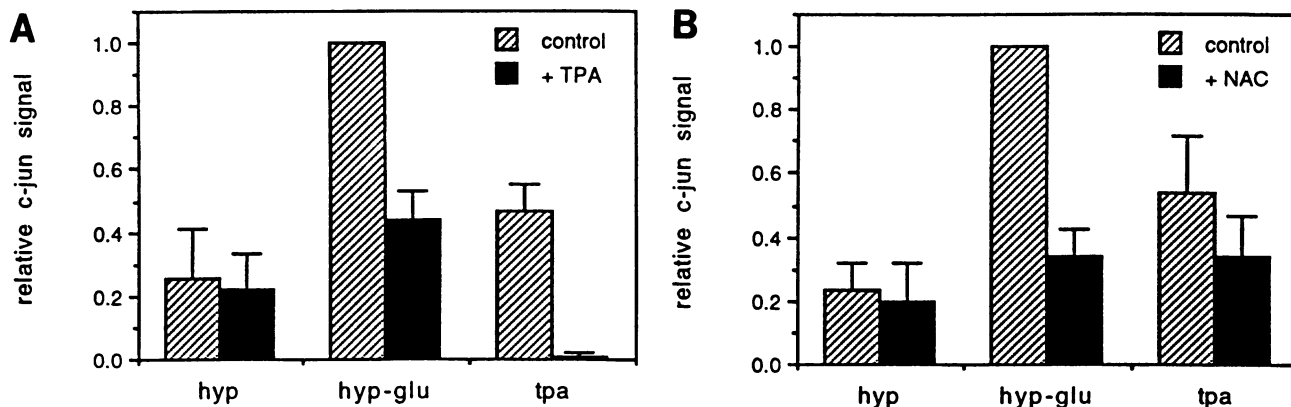 A
relative c-jun signal
1.0
0.8
0.6
0.4
0.2
0.0
control
+ TPA
hyp
hyp-glu
tpa
B
relative c-jun signal
1.0
0.8
0.6
0.4
0.2
0.0
control
+ NAC
hyp
hyp-glu
tpa